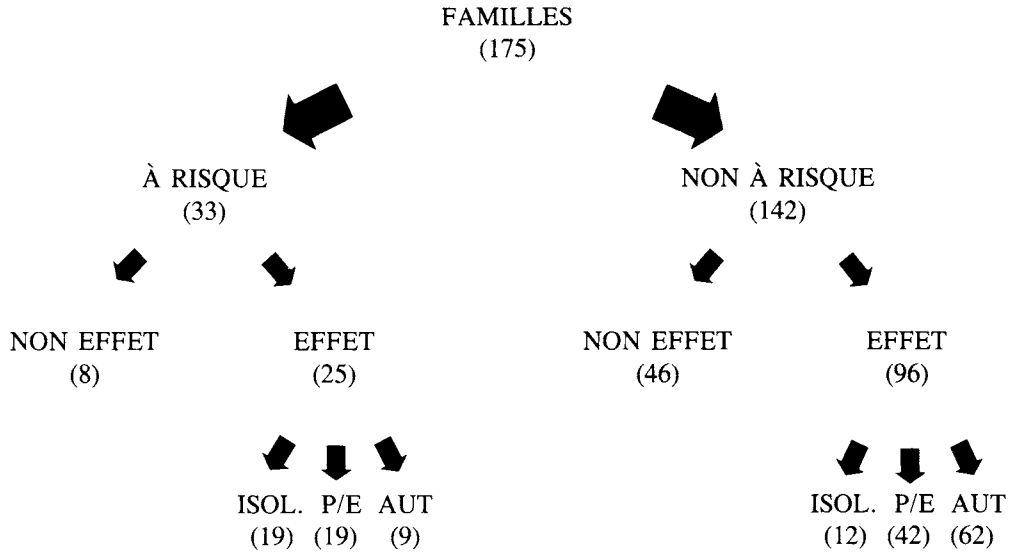 FAMILLES
(175)
À RISQUE
(33)
NON À RISQUE
(142)
NON EFFET
(8)
EFFET
(25)
NON EFFET
(46)
EFFET
(96)
ISOL. P/E AUT
(19) (19) (9)
ISOL. P/E AUT
(12) (42) (62)